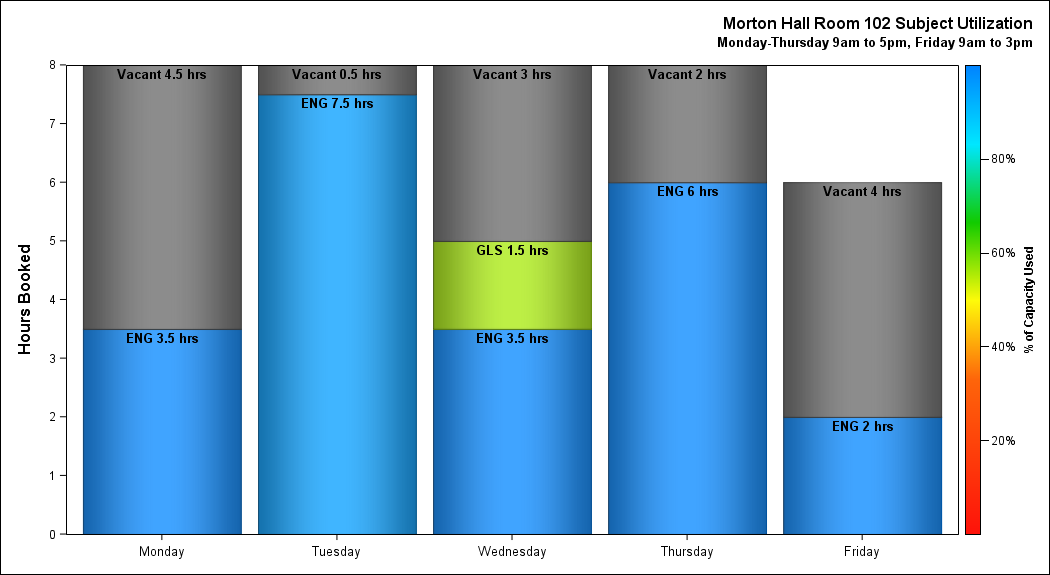 Morton Hall Room 102 Subject Utilization
Monday-Thursday 9am to 5pm, Friday 9am to 3pm
Hours Booked
8
7
6
5
4
3
2
1
0
Vacant 4.5 hrs
ENG 3.5 hrs
Vacant 0.5 hrs
ENG 7.5 hrs
Vacant 3 hrs
GLS 1.5 hrs
ENG 3.5 hrs
Vacant 2 hrs
ENG 6 hrs
Vacant 4 hrs
ENG 2 hrs
Monday
Tuesday
Wednesday
Thursday
Friday
80%
60%
40%
20%
% of Capacity Used